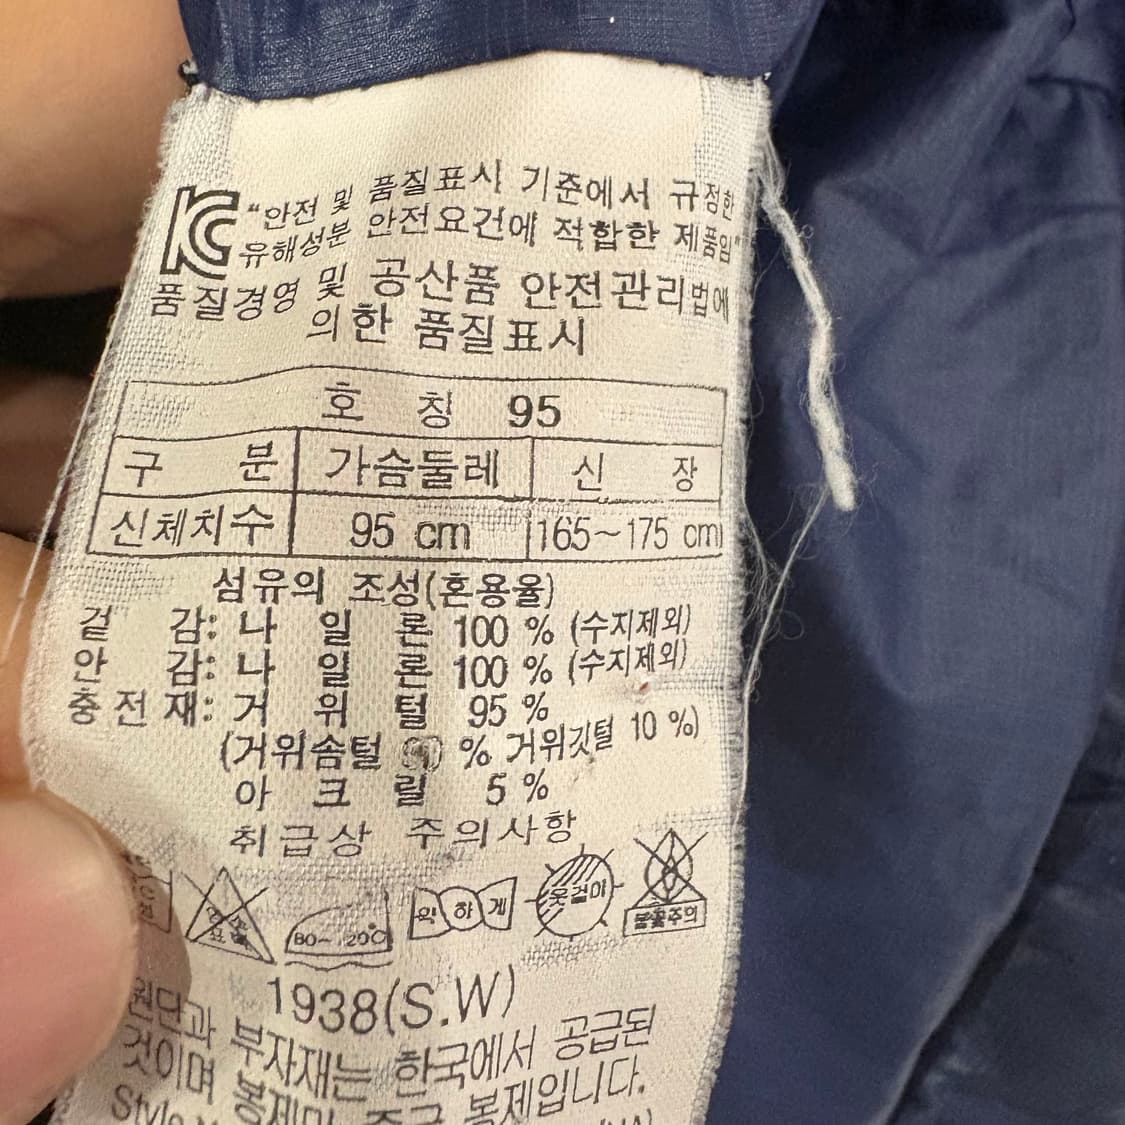 KC "안전 및 품질표시 기준에서 규정한
유해성분 안전요건에 적합한 제품임"
품질경영 및 공산품 안전관리법에
의한 품질표시
호 칭 95
구 분 가슴둘레 신 장
신체치수 95 cm 165~175 cm
섬유의 조성(혼용율)
겉 감: 나 일 론 100 % (수지제외)
안 감: 나 일 론 100 % (수지제외)
충 전 재: 거 위 털 95 %
(거위솜털 % 거위깃털 10 %)
아 크 릴 5 %
취급상 주의사항
약 하 게 옷걸이
불꽃주의
1938(S.W)
원단과 부자재는 한국에서 공급된
것이며 봉제입니다.
Style